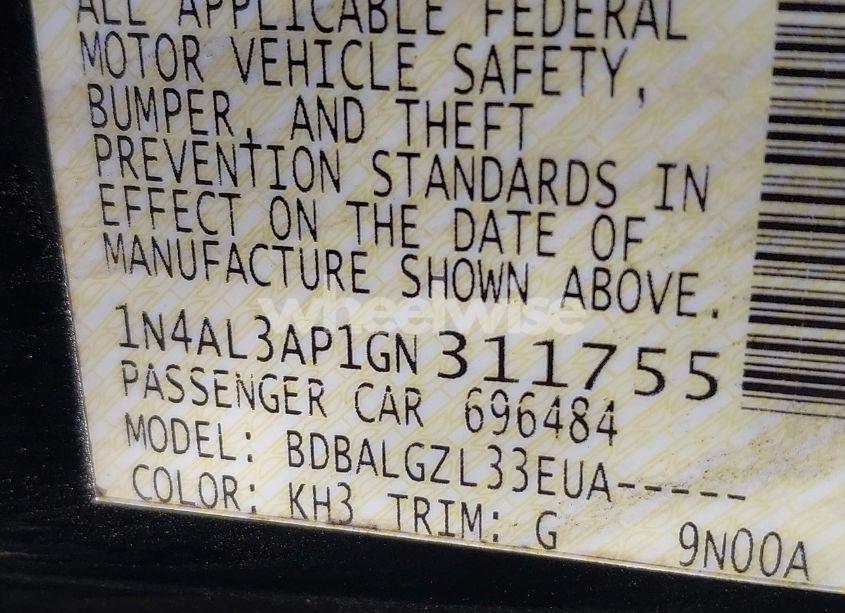 ALL APPLICABLE FEDERAL
MOTOR VEHICLE SAFETY,
BUMPER, AND THEFT
PREVENTION STANDARDS IN
EFFECT ON THE DATE OF
MANUFACTURE SHOWN ABOVE.
wheelwise
1N4AL3AP1GN311755
PASSENGER CAR 696484
MODEL: BDBALGZL33EUA-----
COLOR: KH3 TRIM: G 9N00A